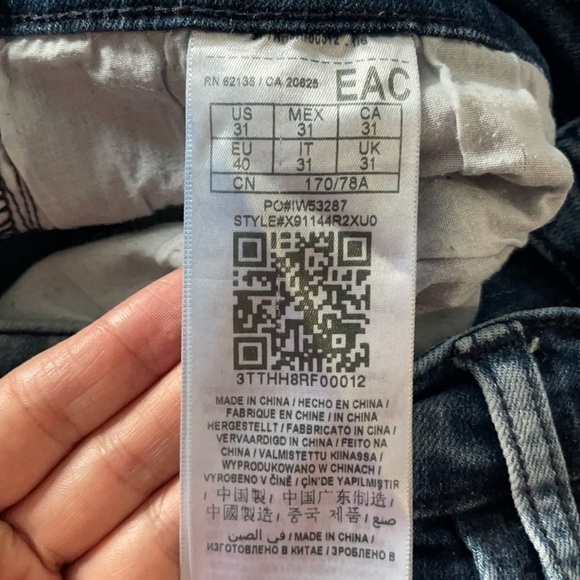 RN 62136 / CA 20626
EAC
US MEX CA
31 31 31
EU IT UK
40 31 31
CN 170/78A
PO#IW53287
STYLE#X91144R2XU0
3TTHH8RF00012
MADE IN CHINA / HECHO EN CHINA /
FABRIQUE EN CHINE / IN CHINA
HERGESTELLT / FABBRICATO IN CINA /
VERVAARDIGD IN CHINA / FEITO NA
CHINA / VALMISTETTU KIINASSA /
WYPRODUKOWANO W CHINACH /
VYROBENO V ČÍNĚ / ÇİN'DE YAPILMIŞTIR
/ 中国製 / 中国广东制造 /
中國製造 / 중국 제품 / صنع
في الصين / MADE IN CHINA /
ИЗГОТОВЛЕНО В КИТАЕ / ЗРОБЛЕНО В